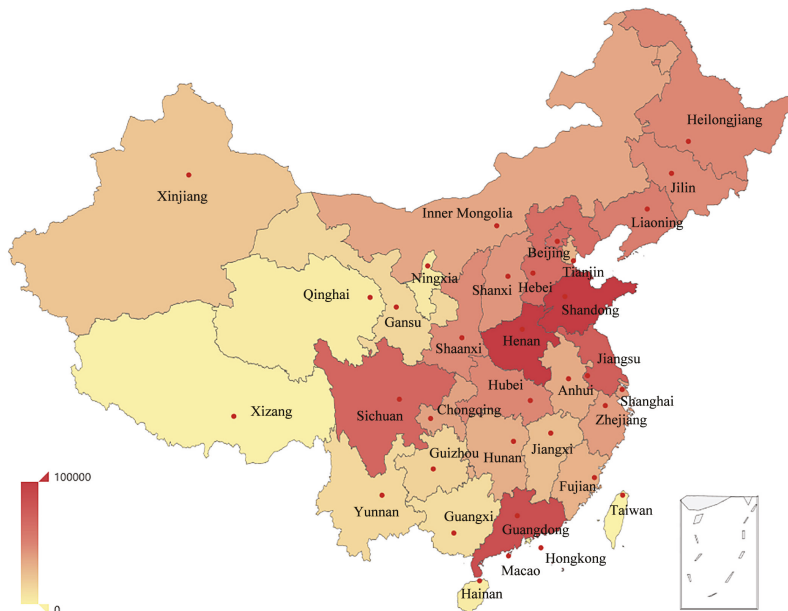 Heilongjiang
Jilin
Xinjiang
Inner Mongolia
Liaoning
Beijing
Tianjin
Ningxia
Shanxi
Hebei
Qinghai
Gansu
Shandong
Shaanxi
Henan
Jiangsu
Hubei
Anhui
Shanghai
Xizang
Sichuan
Chongqing
Zhejiang
Guizhou
Hunan
Jiangxi
100000
Fujian
Yunnan
Guangxi
Guangdong
Taiwan
Hongkong
Macao
Hainan
0